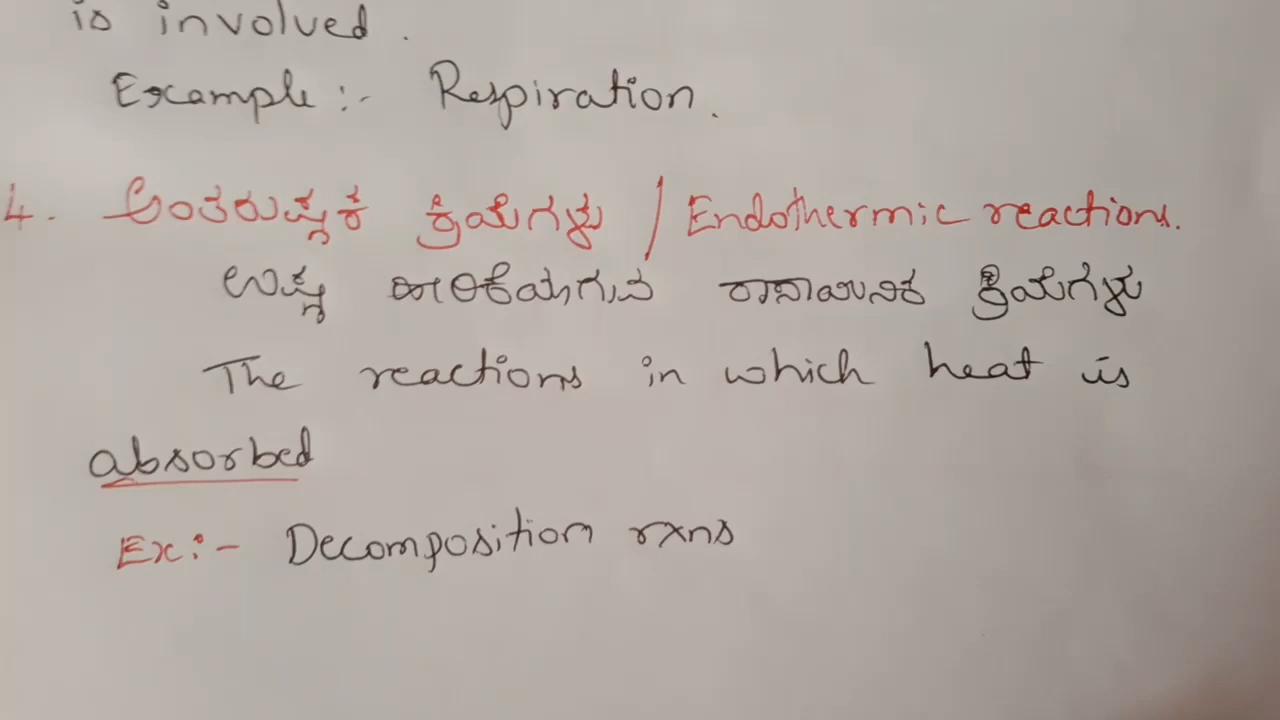 is involved.
Example :- Respiration.
4. ಅಂತರುಷ್ಣಕ ಕ್ರಿಯೆಗಳು / Endothermic reactions.
ಉಷ್ಣ ಹೀರಿಕೆಯಾಗುವ ರಾಸಾಯನಿಕ ಕ್ರಿಯೆಗಳು
The reactions in which heat is
absorbed
Ex :- Decomposition rxns